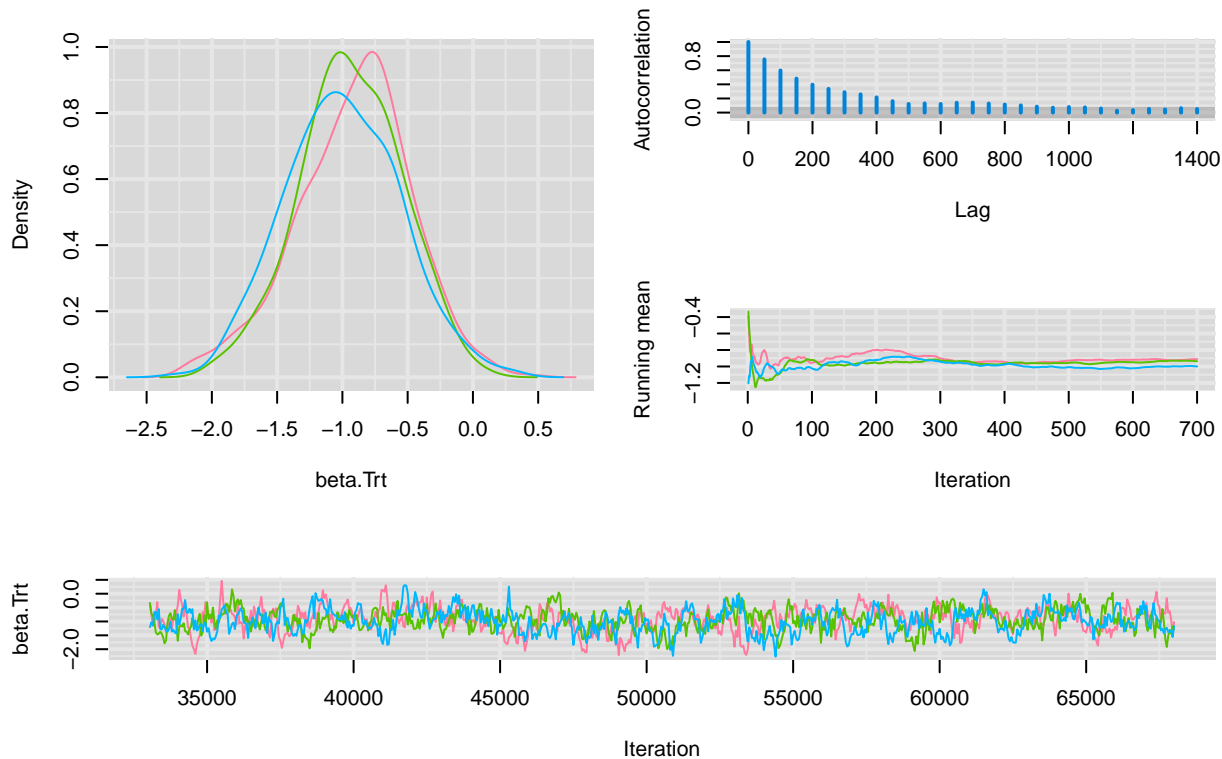 Density
0.0 0.2 0.4 0.6 0.8 1.0
−2.5 −2.0 −1.5 −1.0 −0.5 0.0 0.5
beta.Trt
Autocorrelation
0.0 0.8
0 200 400 600 800 1000 1400
Lag
Running mean
−1.2 −0.4
0 100 200 300 400 500 600 700
Iteration
beta.Trt
−2.0 0.0
35000 40000 45000 50000 55000 60000 65000
Iteration